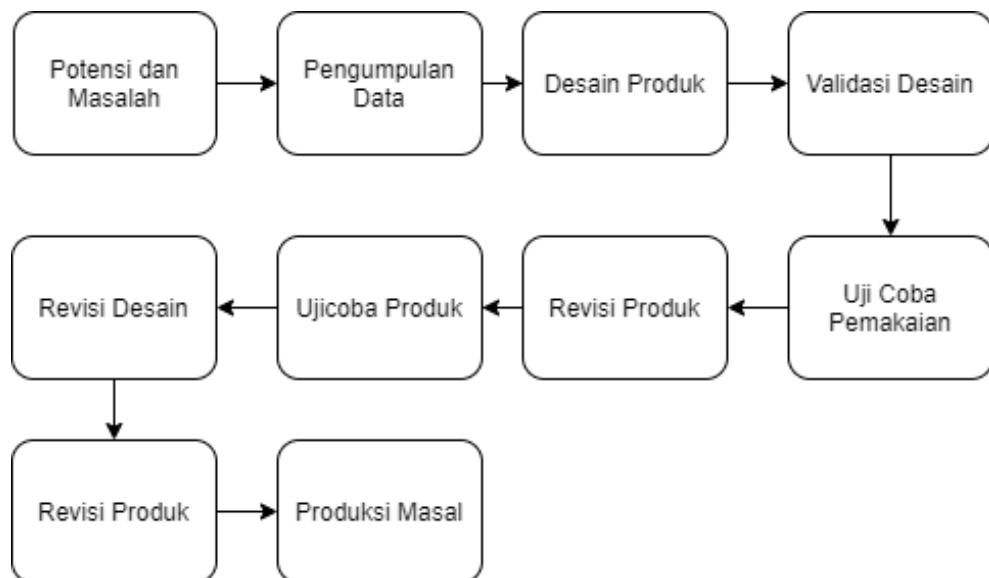 Potensi dan
Masalah
Pengumpulan
Data
Desain Produk
Validasi Desain
Uji Coba
Pemakaian
Revisi Produk
Ujicoba Produk
Revisi Desain
Revisi Produk
Produksi Masal